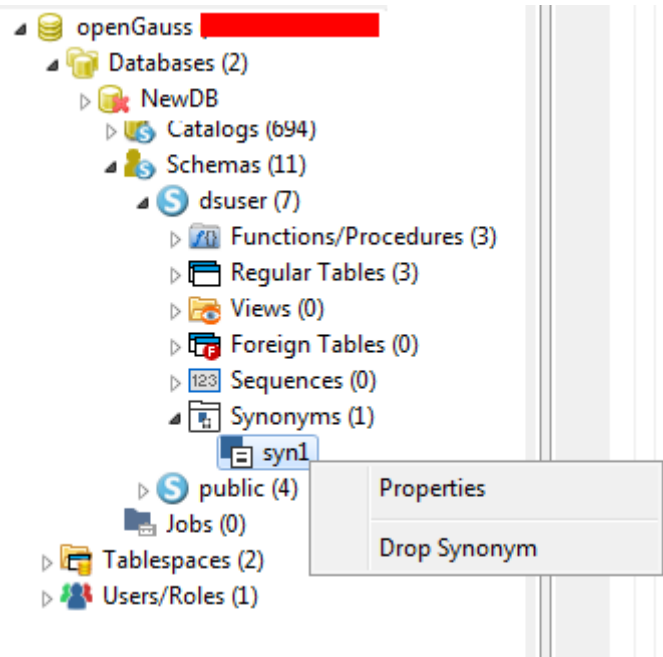 openGauss
Databases (2)
NewDB
Catalogs (694)
Schemas (11)
dsuser (7)
Functions/Procedures (3)
Regular Tables (3)
Views (0)
Foreign Tables (0)
Sequences (0)
Synonyms (1)
syn1
public (4)
Properties
Jobs (0)
Drop Synonym
Tablespaces (2)
Users/Roles (1)